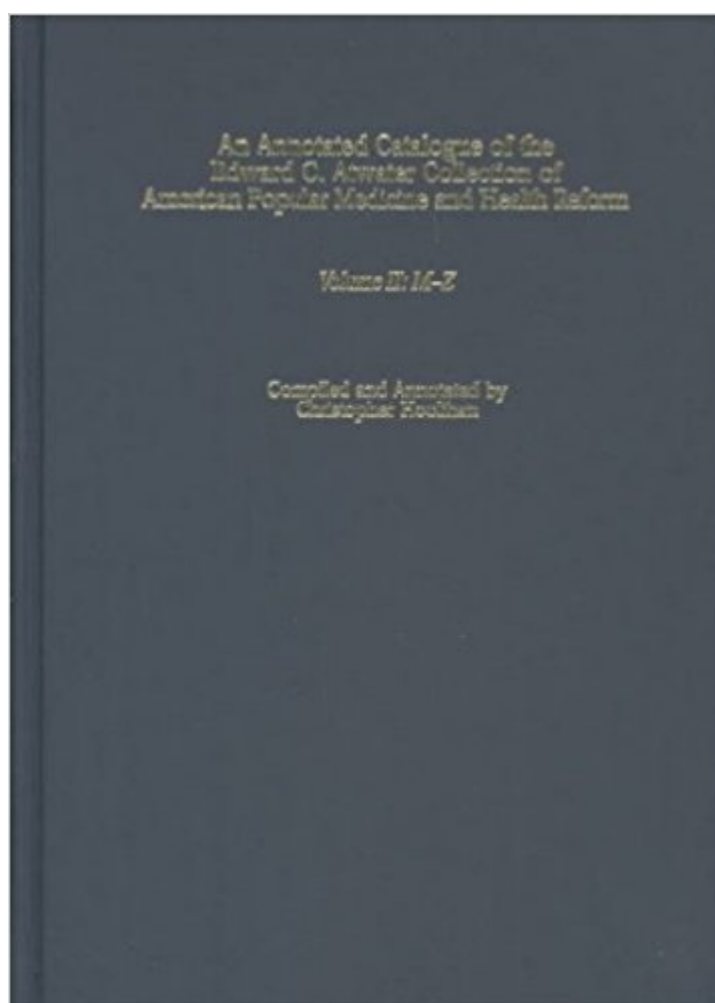 An Annotated Catalogue of the
Edward C. Atwater Collection of
American Popular Medicine and Health Reform
Volume II: M–Z
Compiled and Annotated by
Christopher Hoolihan